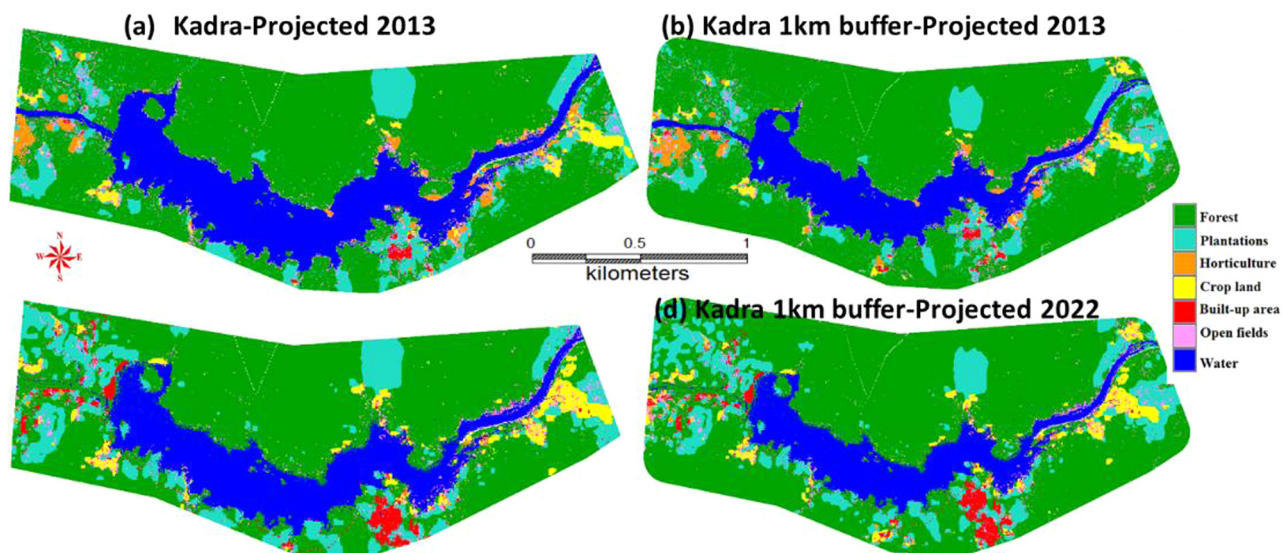 (a) Kadra-Projected 2013
(b) Kadra 1km buffer-Projected 2013
N
W E
S
0 0.5 1
kilometers
Forest
Plantations
Horticulture
Crop land
Built-up area
Open fields
Water
(d) Kadra 1km buffer-Projected 2022